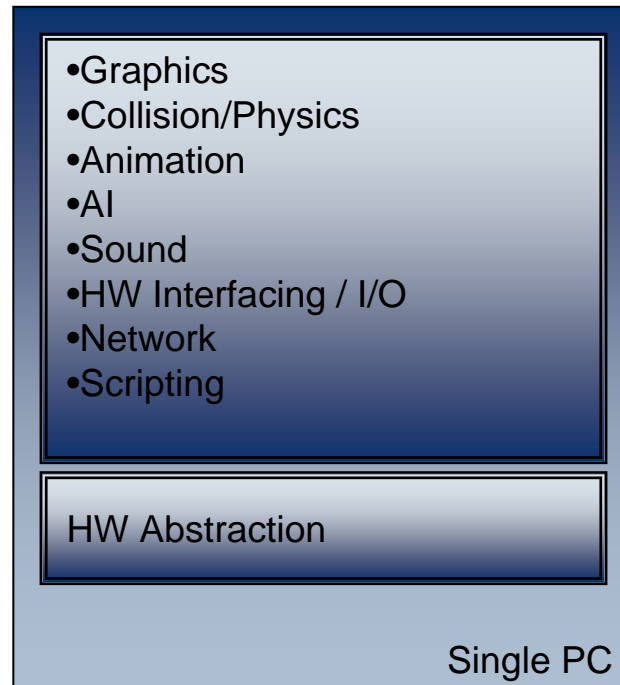 •Graphics
•Collision/Physics
•Animation
•AI
•Sound
•HW Interfacing / I/O
•Network
•Scripting
HW Abstraction
Single PC